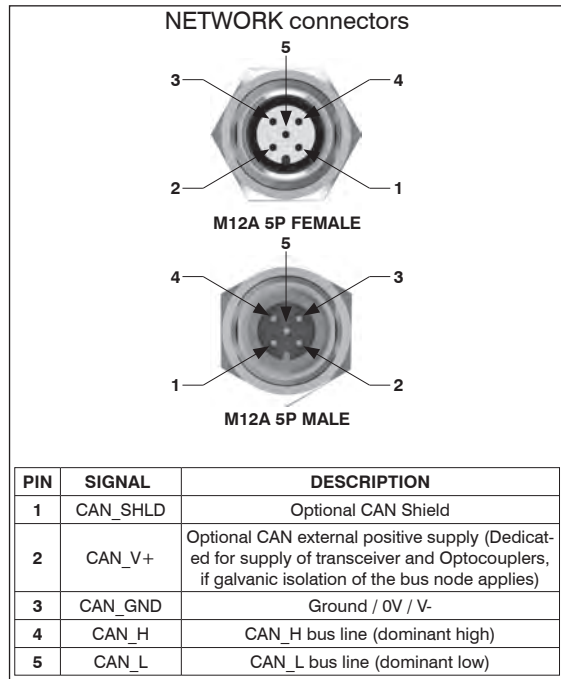 NETWORK connectors
5
3 4
2 1
M12A 5P FEMALE
5
4 3
1 2
M12A 5P MALE
PIN SIGNAL DESCRIPTION
1 CAN_SHLD Optional CAN Shield
2 CAN_V+ Optional CAN external positive supply (Dedicat-
ed for supply of transceiver and Optocouplers,
if galvanic isolation of the bus node applies)
3 CAN_GND Ground / 0V / V-
4 CAN_H CAN_H bus line (dominant high)
5 CAN_L CAN_L bus line (dominant low)